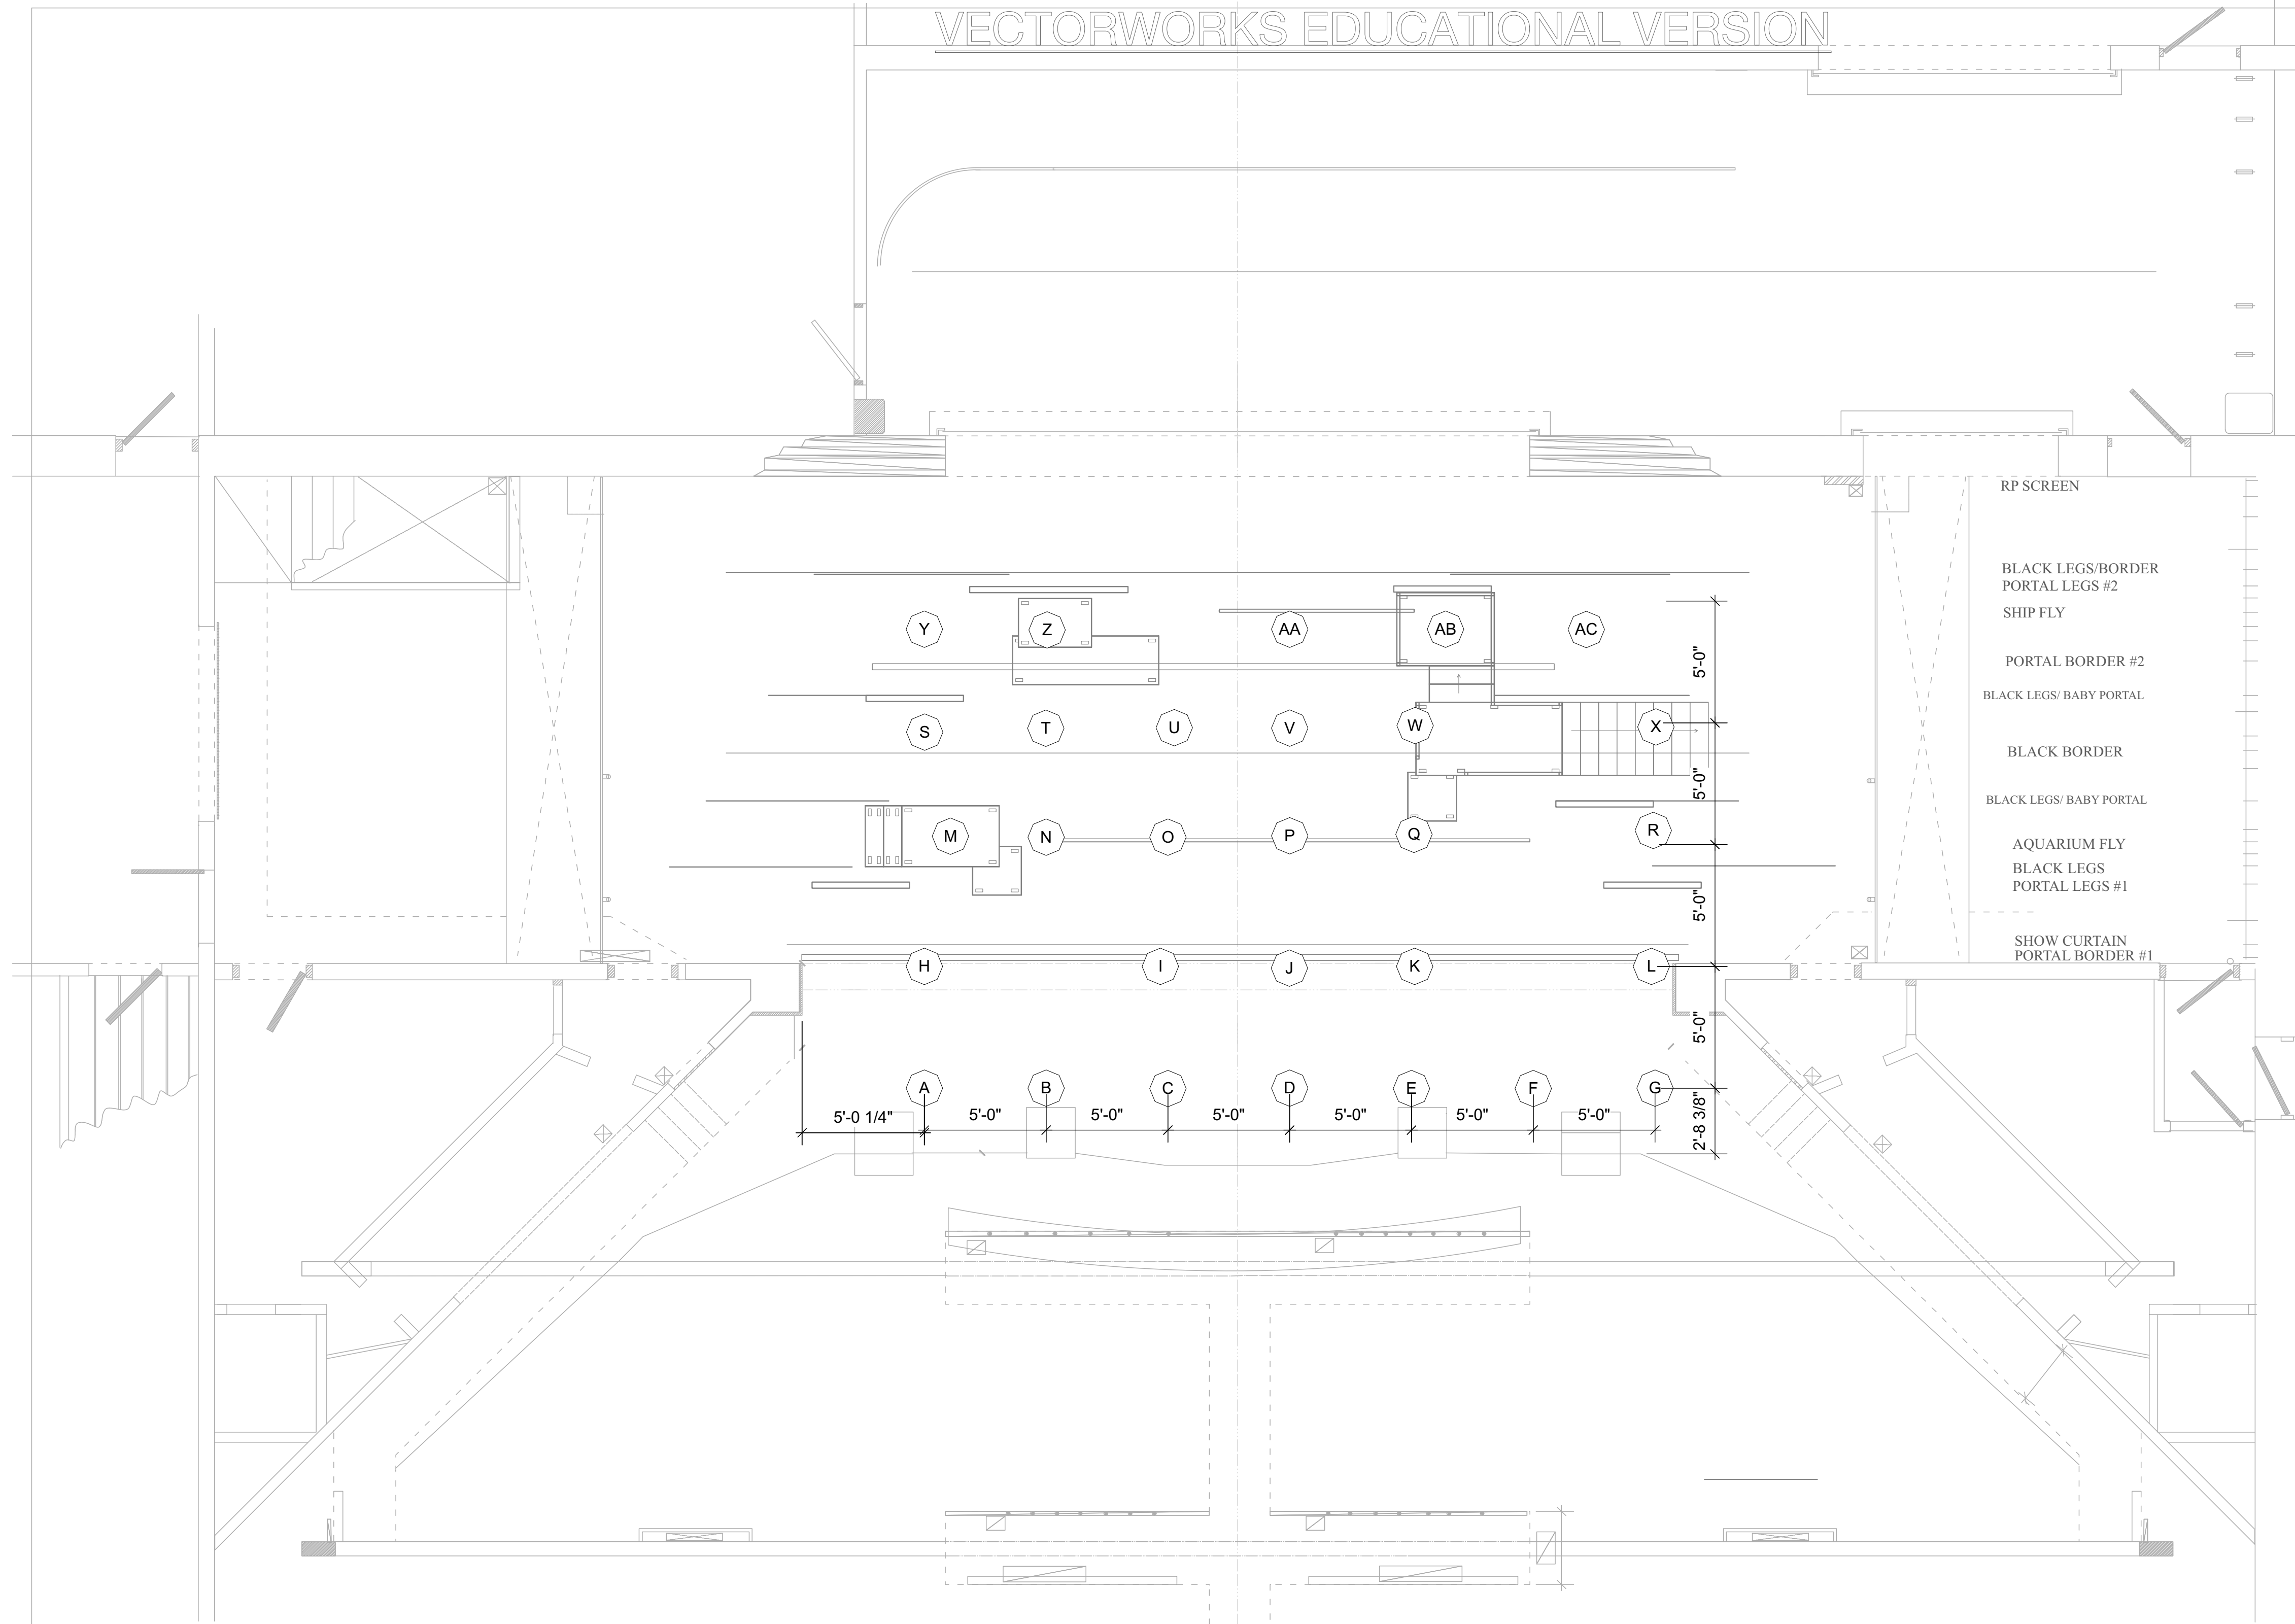 VECTORWORKS EDUCATIONAL VERSION
RP SCREEN
BLACK LEGS/BORDER
PORTAL LEGS #2
SHIP FLY
Y Z AA AB AC
5'-0"
PORTAL BORDER #2
BLACK LEGS/ BABY PORTAL
S T U V W X
BLACK BORDER
5'-0"
BLACK LEGS/ BABY PORTAL
M N O P Q R
AQUARIUM FLY
BLACK LEGS
PORTAL LEGS #1
5'-0"
SHOW CURTAIN
PORTAL BORDER #1
H I J K L
5'-0"
A B C D E F G
5'-0 1/4" 5'-0" 5'-0" 5'-0" 5'-0" 5'-0" 5'-0"
2'-8 3/8"